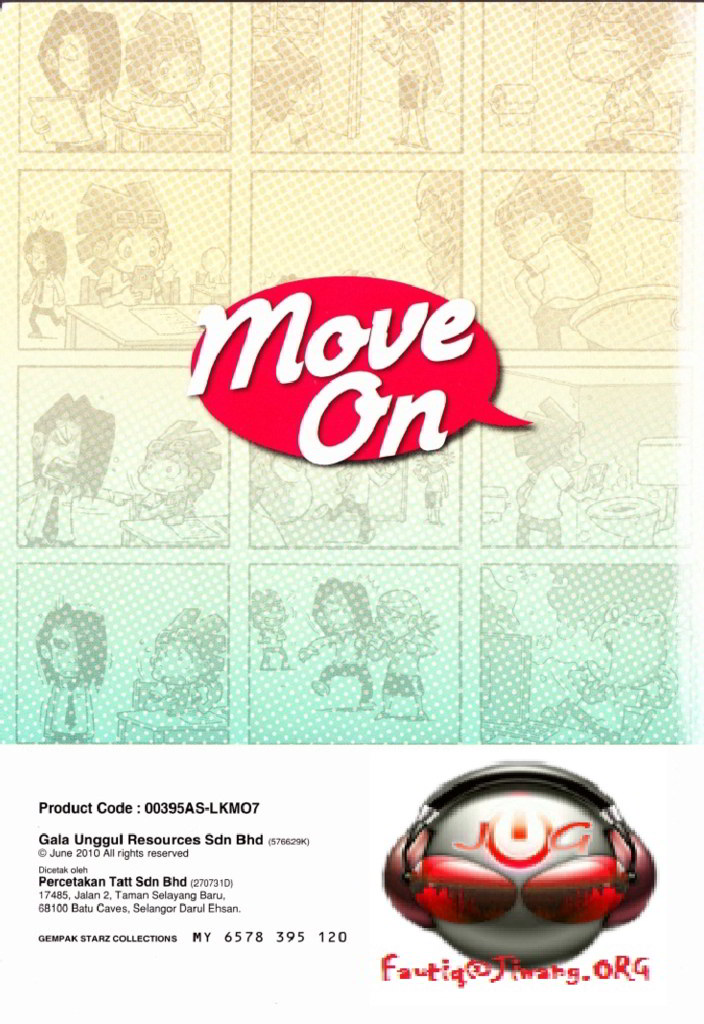 Move
On
Product Code : 00395AS-LKMO7
Gala Unggul Resources Sdn Bhd (576629K)
© June 2010 All rights reserved
Dicetak oleh
Percetakan Tatt Sdn Bhd (270731D)
17485, Jalan 2, Taman Selayang Baru,
68100 Batu Caves, Selangor Darul Ehsan.
GEMPAK STARZ COLLECTIONS MY 6578 395 120
JUG
Fautiq@Jiwang.ORG